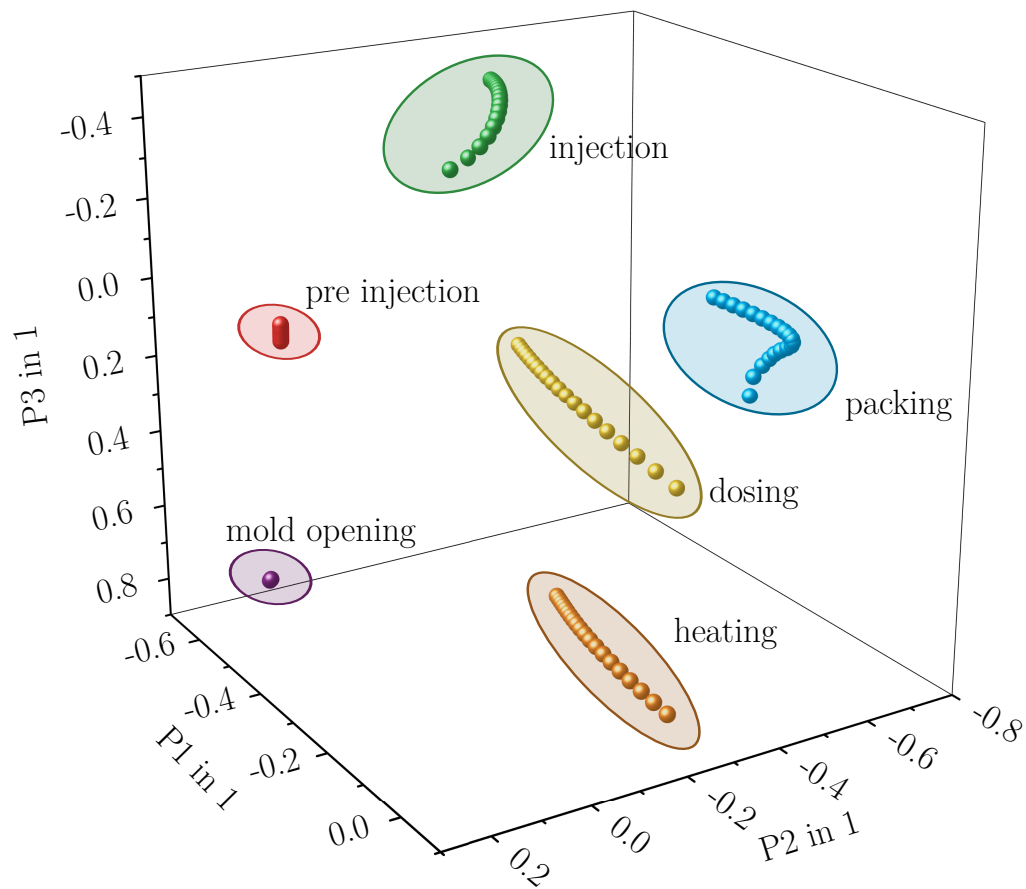 -0.4
-0.2
0.0
0.2
0.4
0.6
0.8
P3 in 1
injection
pre injection
packing
dosing
mold opening
heating
-0.6
-0.4
-0.2
0.0
P1 in 1
0.2
0.0
-0.2
-0.4
-0.6
-0.8
P2 in 1